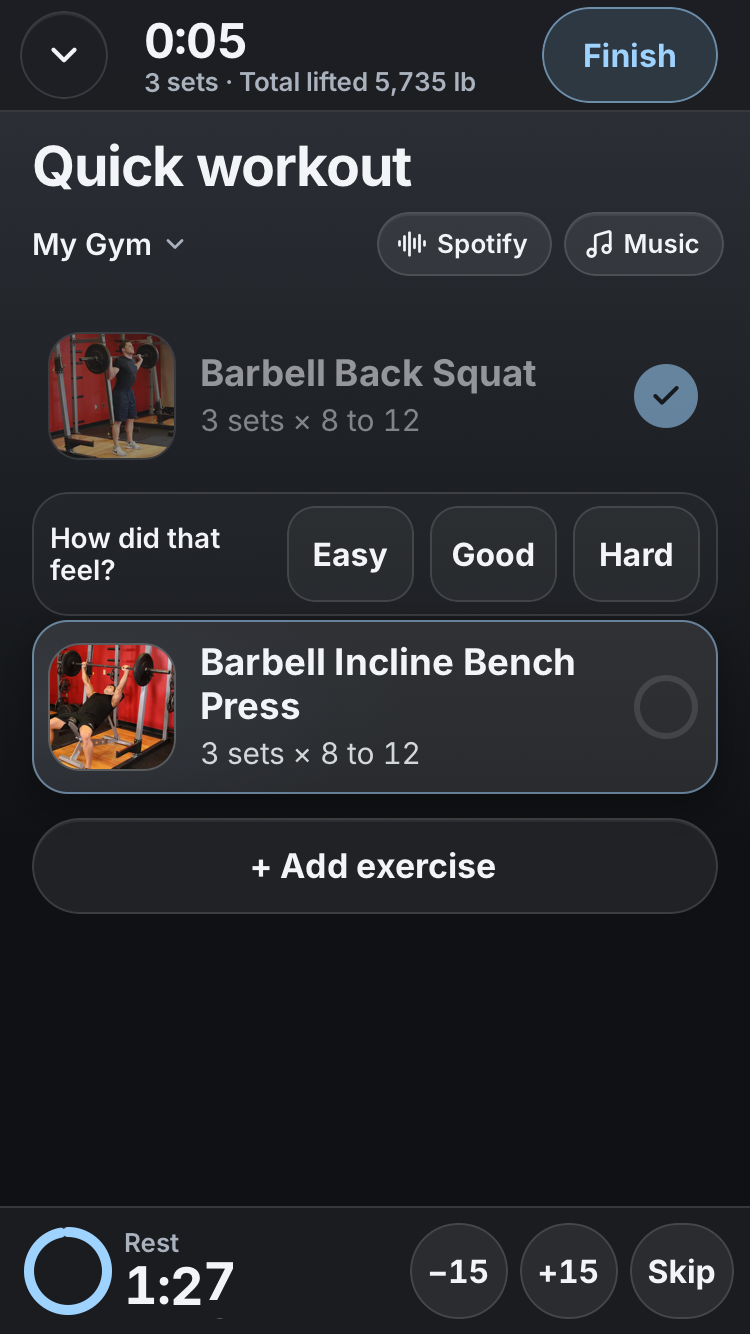 0:05
3 sets · Total lifted 5,735 lb
Finish
Quick workout
My Gym
Spotify
Music
Barbell Back Squat
3 sets × 8 to 12
How did that
feel?
Easy
Good
Hard
Barbell Incline Bench
Press
3 sets × 8 to 12
+ Add exercise
Rest
1:27
−15
+15
Skip